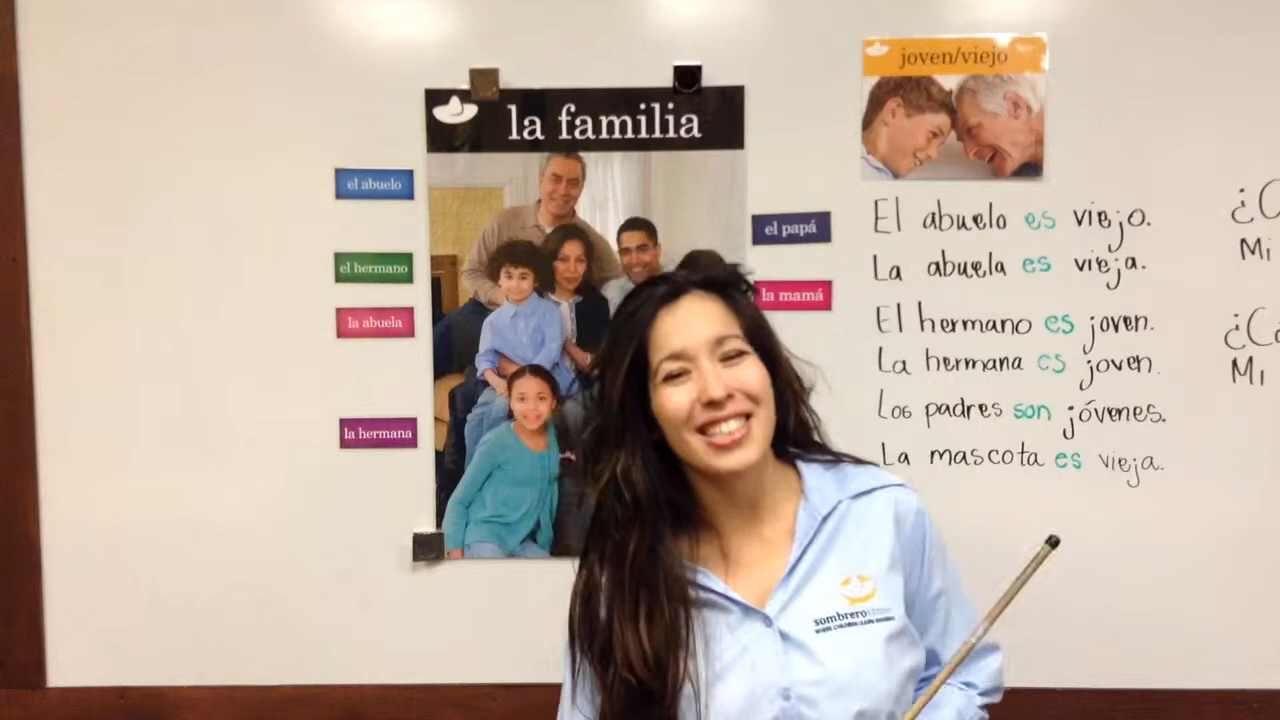 la familia
el abuelo
el hermano
la abuela
la hermana
el papá
la mamá
joven/viejo
El abuelo es viejo.
La abuela es vieja.
El hermano es joven.
La hermana es joven.
Los padres son jóvenes.
La mascota es vieja.
Mi
Mi
sombrero